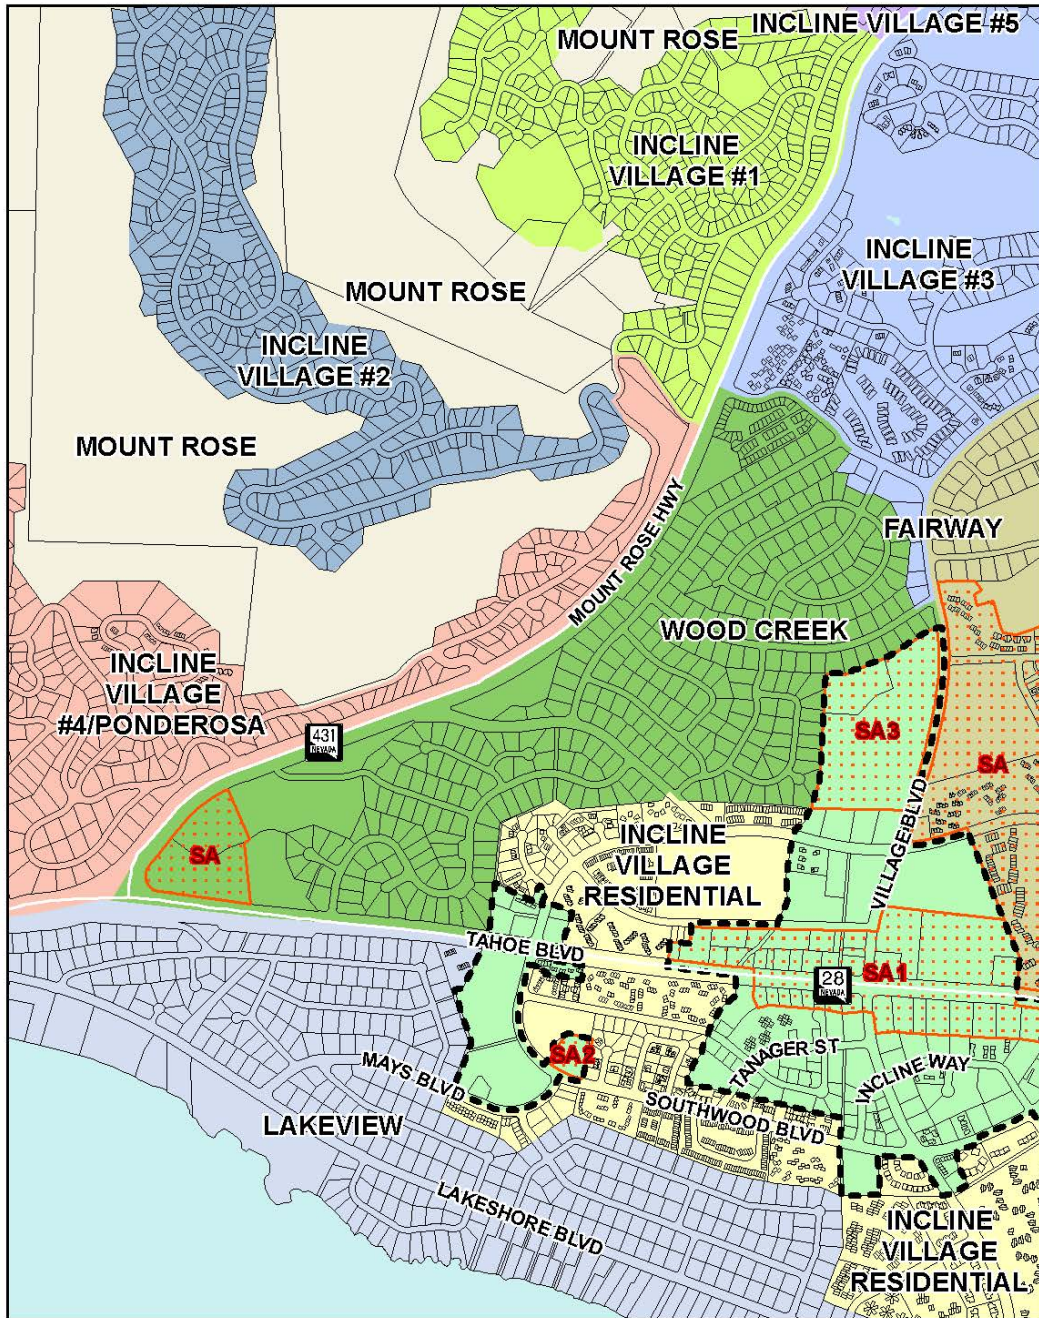 INCLINE VILLAGE #5
MOUNT ROSE
INCLINE
VILLAGE #1
INCLINE
VILLAGE #3
MOUNT ROSE
INCLINE
VILLAGE #2
MOUNT ROSE
MOUNT ROSE HWY
FAIRWAY
WOOD CREEK
INCLINE
VILLAGE
#4/PONDEROSA
431
NEVADA
SA3
SA
VILLAGE BLVD
SA
INCLINE
VILLAGE
RESIDENTIAL
TAHOE BLVD
28
NEVADA
SA1
SA2
TANAGER ST
INCLINE WAY
MAYS BLVD
SOUTHWOOD BLVD
LAKEVIEW
LAKESHORE BLVD
INCLINE
VILLAGE
RESIDENTIAL